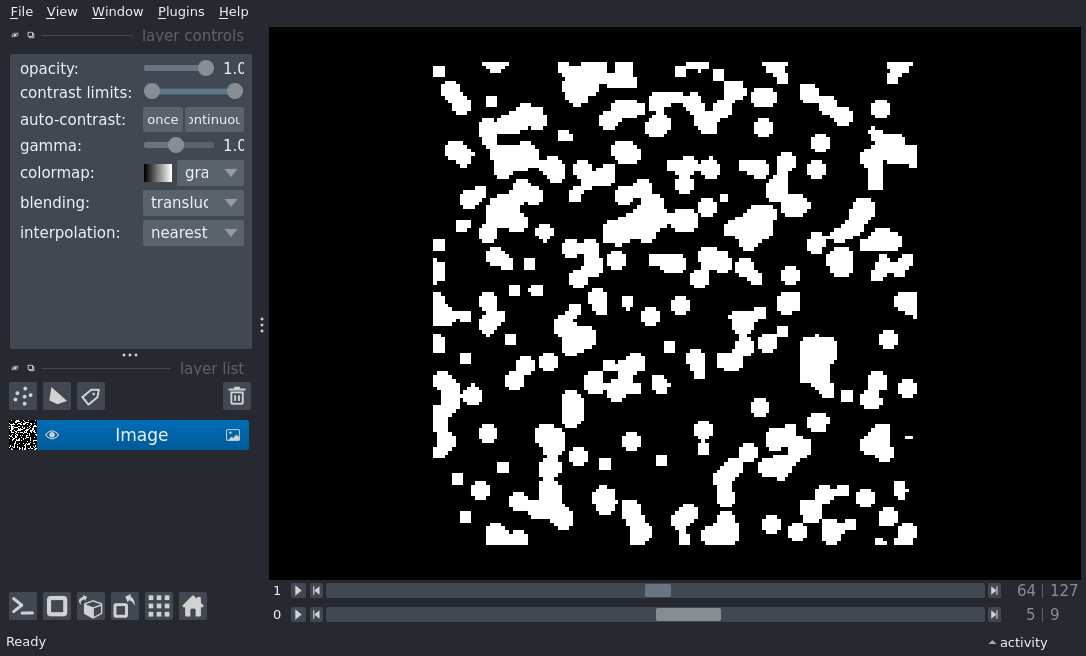 File View Window Plugins Help
layer controls
opacity: 1.0
contrast limits:
auto-contrast: once ontinuou
gamma: 1.0
colormap: gra
blending: transluc
interpolation: nearest
layer list
Image
1 64 | 127
0 5 | 9
Ready activity